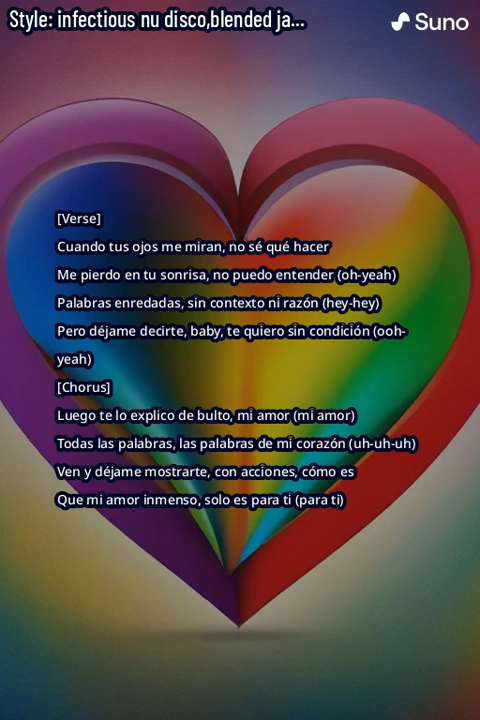 Style: infectious nu disco,blended ja...
Suno
[Verse]
Cuando tus ojos me miran, no sé qué hacer
Me pierdo en tu sonrisa, no puedo entender (oh-yeah)
Palabras enredadas, sin contexto ni razón (hey-hey)
Pero déjame decirte, baby, te quiero sin condición (ooh-
yeah)
[Chorus]
Luego te lo explico de bulto, mi amor (mi amor)
Todas las palabras, las palabras de mi corazón (uh-uh-uh)
Ven y déjame mostrarte, con acciones, cómo es
Que mi amor inmenso, solo es para ti (para ti)